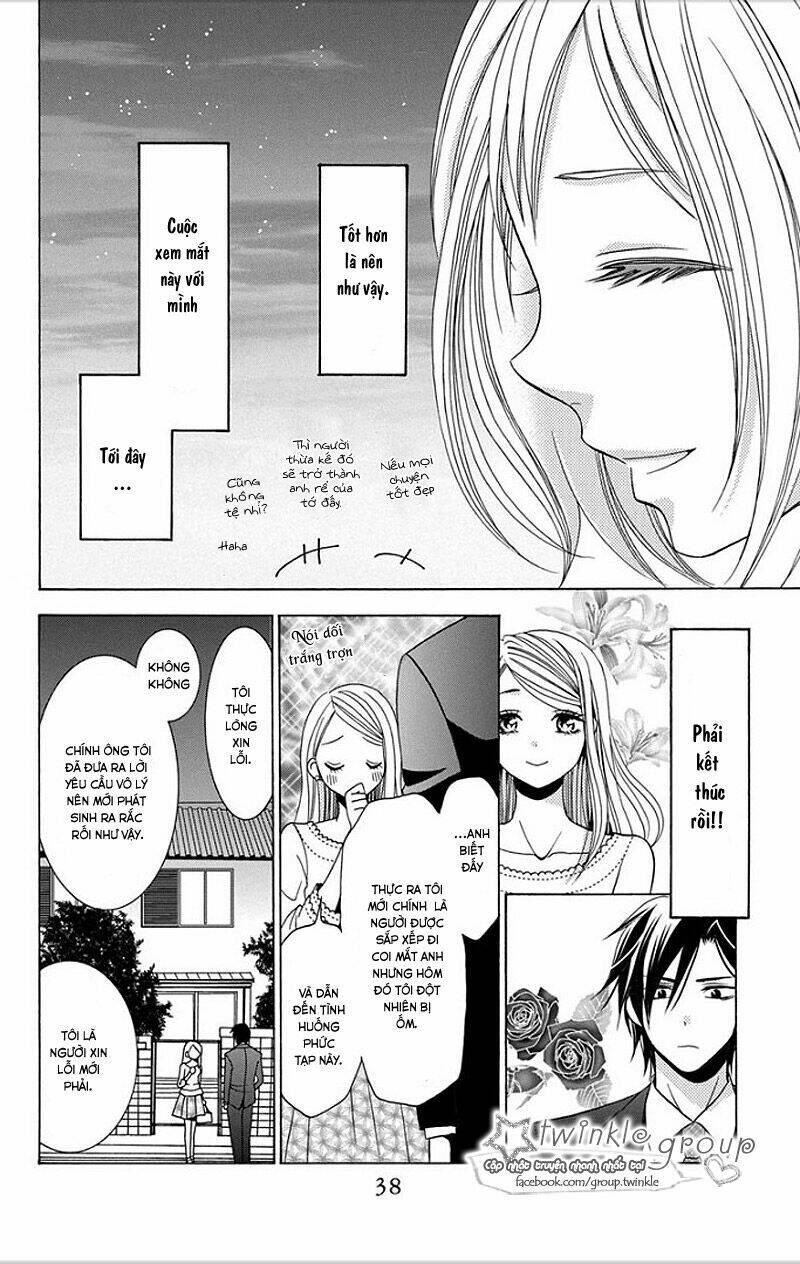 Tốt hơn
là nên
như vậy.
Cuộc
xem mắt
này với
mình
Tới đây
...
Nếu mọi
chuyện
tốt đẹp
Thì người
thừa kế đó
sẽ trở thành
anh rể của
tớ đấy.
Cũng
không
tệ nhỉ?
Haha
Phải
kết
thúc
rồi!!
...ANH
BIẾT
ĐẤY
THỰC RA TÔI
MỚI CHÍNH LÀ
NGƯỜI ĐƯỢC
SẮP XẾP ĐI
COI MẮT ANH
NHƯNG HÔM
ĐÓ TÔI ĐỘT
NHIÊN BỊ
ỐM.
Nói dối
trắng trợn
VÀ DẪN
ĐẾN TÌNH
HUỐNG
PHỨC
TẠP NÀY.
TÔI
THỰC
LÒNG
XIN
LỖI.
KHÔNG
KHÔNG
CHÍNH ÔNG TÔI
ĐÃ ĐƯA RA LỜI
YÊU CẦU VÔ LÝ
NÊN MỚI PHÁT
SINH RA RẮC
RỐI NHƯ VẬY.
TÔI LÀ
NGƯỜI XIN
LỖI MỚI
PHẢI.
twinkle group
cập nhật truyện nhanh nhất tại
facebook.com/group.twinkle
38